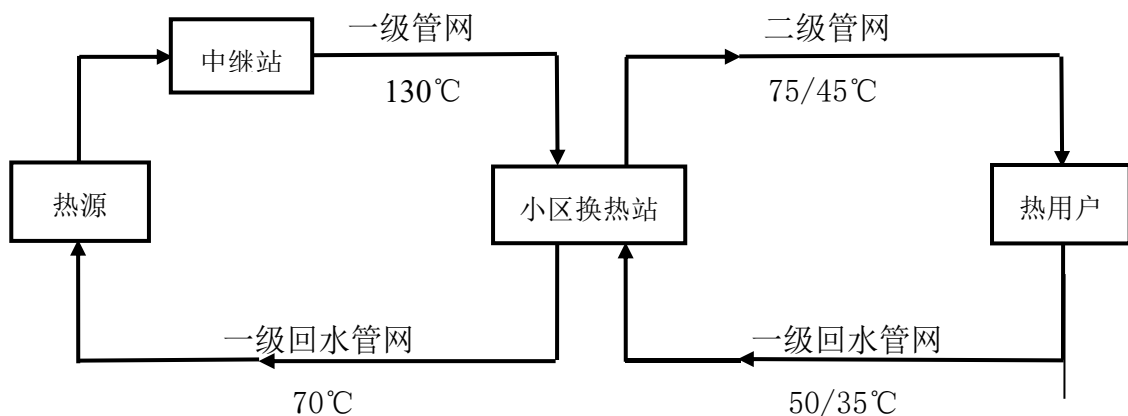 一级管网
二级管网
中继站
130℃
75/45℃
热源
小区换热站
热用户
一级回水管网
一级回水管网
70℃
50/35℃